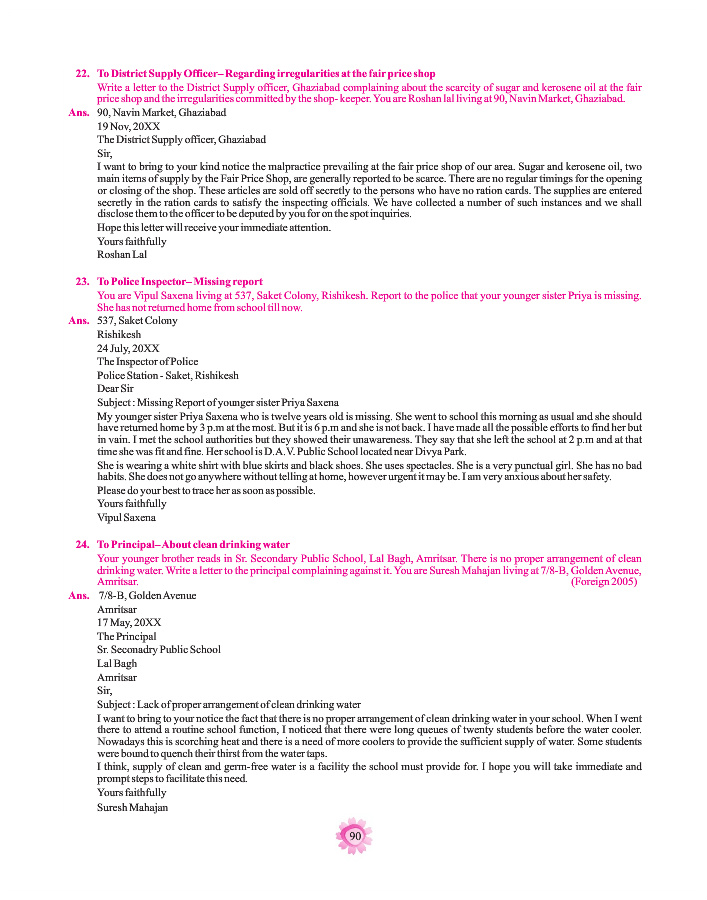 22. To District Supply Officer– Regarding irregularities at the fair price shop
Write a letter to the District Supply officer, Ghaziabad complaining about the scarcity of sugar and kerosene oil at the fair
price shop and the irregularities committed by the shop- keeper. You are Roshan lal living at 90, Navin Market, Ghaziabad.
Ans. 90, Navin Market, Ghaziabad
19 Nov, 20XX
The District Supply officer, Ghaziabad
Sir,
I want to bring to your kind notice the malpractice prevailing at the fair price shop of our area. Sugar and kerosene oil, two
main items of supply by the Fair Price Shop, are generally reported to be scarce. There are no regular timings for the opening
or closing of the shop. These articles are sold off secretly to the persons who have no ration cards. The supplies are entered
secretly in the ration cards to satisfy the inspecting officials. We have collected a number of such instances and we shall
disclose them to the officer to be deputed by you for on the spot inquiries.
Hope this letter will receive your immediate attention.
Yours faithfully
Roshan Lal
23. To Police Inspector– Missing report
You are Vipul Saxena living at 537, Saket Colony, Rishikesh. Report to the police that your younger sister Priya is missing.
She has not returned home from school till now.
Ans. 537, Saket Colony
Rishikesh
24 July, 20XX
The Inspector of Police
Police Station - Saket, Rishikesh
Dear Sir
Subject : Missing Report of younger sister Priya Saxena
My younger sister Priya Saxena who is twelve years old is missing. She went to school this morning as usual and she should
have returned home by 3 p.m at the most. But it is 6 p.m and she is not back. I have made all the possible efforts to find her but
in vain. I met the school authorities but they showed their unawareness. They say that she left the school at 2 p.m and at that
time she was fit and fine. Her school is D.A.V. Public School located near Divya Park.
She is wearing a white shirt with blue skirts and black shoes. She uses spectacles. She is a very punctual girl. She has no bad
habits. She does not go anywhere without telling at home, however urgent it may be. I am very anxious about her safety.
Please do your best to trace her as soon as possible.
Yours faithfully
Vipul Saxena
24. To Principal– About clean drinking water
Your younger brother reads in Sr. Secondary Public School, Lal Bagh, Amritsar. There is no proper arrangement of clean
drinking water. Write a letter to the principal complaining against it. You are Suresh Mahajan living at 7/8-B, Golden Avenue,
Amritsar. (Foreign 2005)
Ans. 7/8-B, Golden Avenue
Amritsar
17 May, 20XX
The Principal
Sr. Seconadry Public School
Lal Bagh
Amritsar
Sir,
Subject : Lack of proper arrangement of clean drinking water
I want to bring to your notice the fact that there is no proper arrangement of clean drinking water in your school. When I went
there to attend a routine school function, I noticed that there were long queues of twenty students before the water cooler.
Nowadays this is scorching heat and there is a need of more coolers to provide the sufficient supply of water. Some students
were bound to quench their thirst from the water taps.
I think, supply of clean and germ-free water is a facility the school must provide for. I hope you will take immediate and
prompt steps to facilitate this need.
Yours faithfully
Suresh Mahajan
90